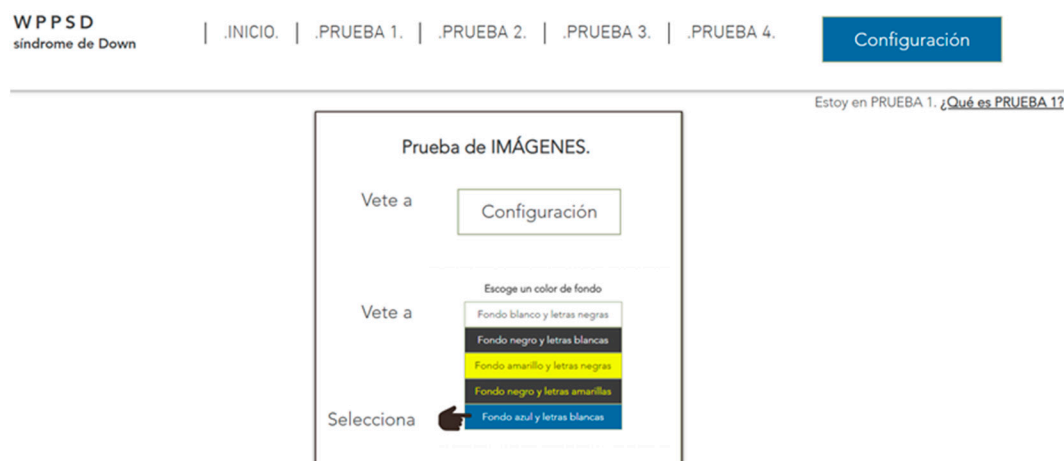 WPPSD
síndrome de Down
| .INICIO. | .PRUEBA 1. | .PRUEBA 2. | .PRUEBA 3. | .PRUEBA 4.
Configuración
Estoy en PRUEBA 1. ¿Qué es PRUEBA 1?
Prueba de IMÁGENES.
Vete a
Configuración
Escoge un color de fondo
Vete a
Fondo blanco y letras negras
Fondo negro y letras blancas
Fondo amarillo y letras negras
Fondo negro y letras amarillas
Selecciona
Fondo azul y letras blancas